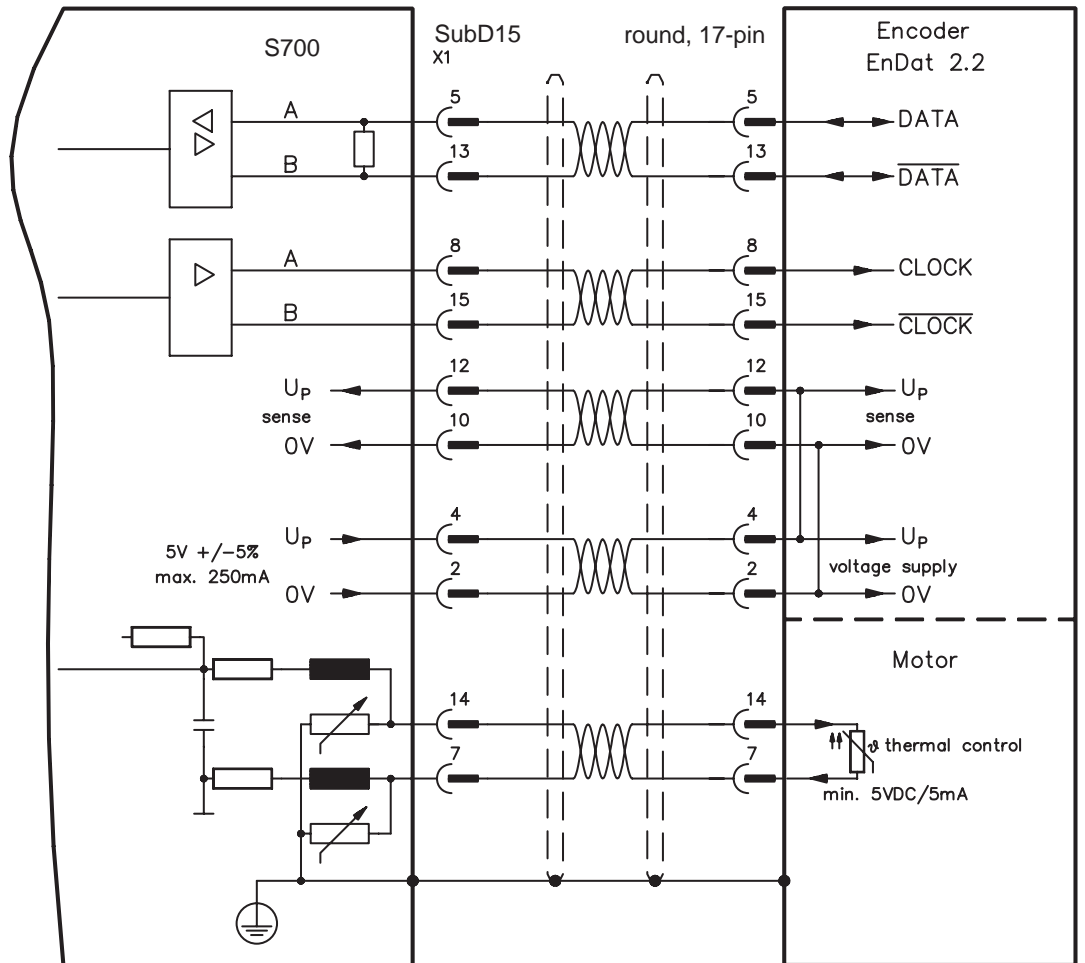 S700
SubD15
X1
round, 17-pin
Encoder
EnDat 2.2
A
5
5
DATA
B
13
13
DATA
A
8
8
CLOCK
B
15
15
CLOCK
UP
12
12
UP
sense
sense
0V
10
10
0V
5V +/-5%
max. 250mA
UP
4
4
UP
voltage supply
0V
2
2
0V
Motor
14
14
7
7
ϑ thermal control
min. 5VDC/5mA